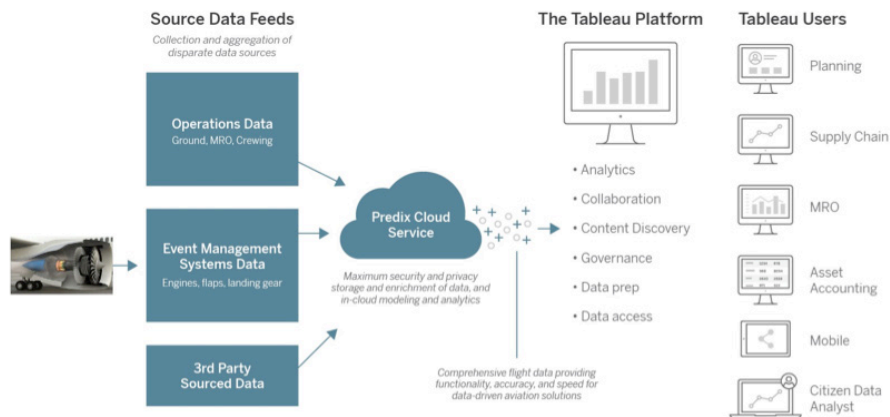 Source Data Feeds
Collection and aggregation of
disparate data sources
Operations Data
Ground, MRO, Crewing
Event Management
Systems Data
Engines, flaps, landing gear
3rd Party
Sourced Data
Predix Cloud
Service
Maximum security and privacy
storage and enrichment of data, and
in-cloud modeling and analytics
Comprehensive flight data providing
functionality, accuracy, and speed for
data-driven aviation solutions
The Tableau Platform
• Analytics
• Collaboration
• Content Discovery
• Governance
• Data prep
• Data access
Tableau Users
Planning
Supply Chain
MRO
Asset
Accounting
Mobile
Citizen Data
Analyst